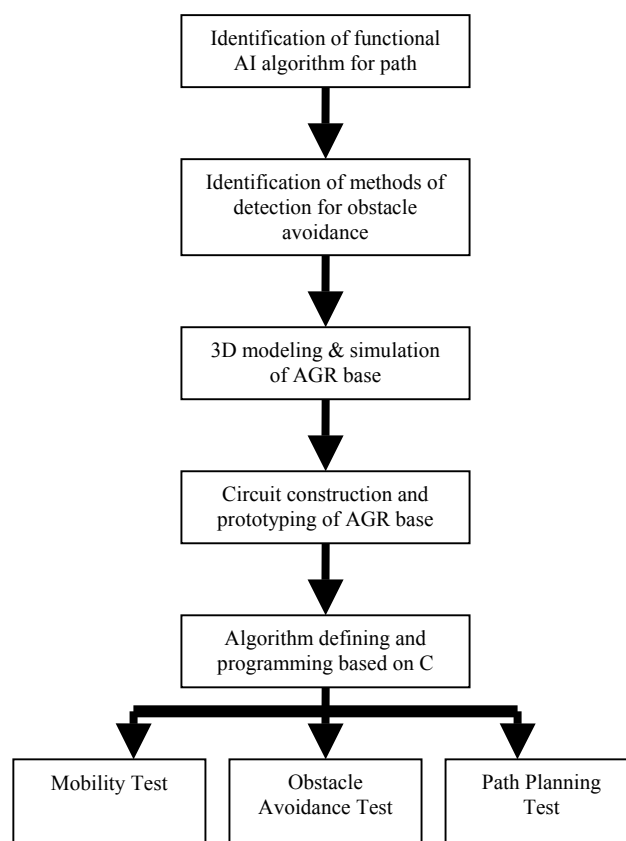 Identification of functional
AI algorithm for path
Identification of methods of
detection for obstacle
avoidance
3D modeling & simulation
of AGR base
Circuit construction and
prototyping of AGR base
Algorithm defining and
programming based on C
Mobility Test
Obstacle
Avoidance Test
Path Planning
Test